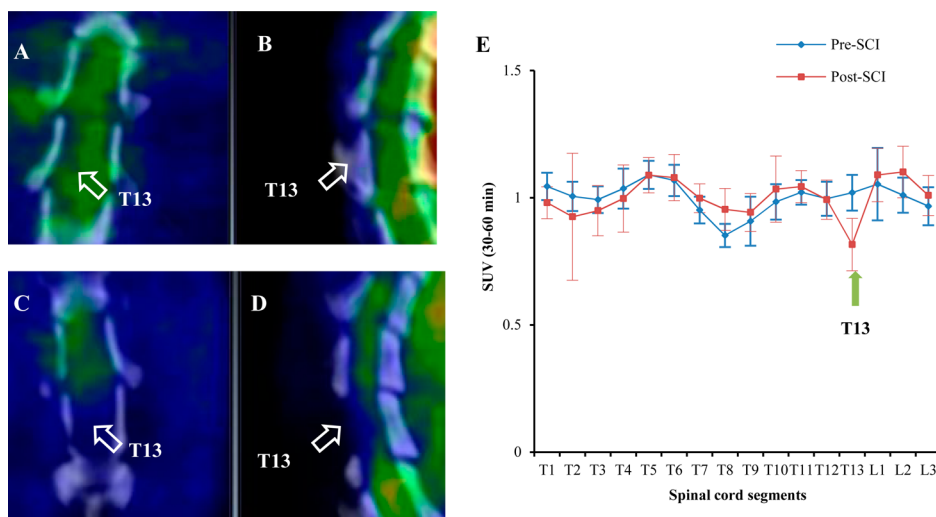 A
T13
B
T13
C
T13
D
T13
E
Pre-SCI
Post-SCI
1.5
1
0.5
0
SUV (30-60 min)
T13
T1 T2 T3 T4 T5 T6 T7 T8 T9 T10 T11 T12 T13 L1 L2 L3
Spinal cord segments